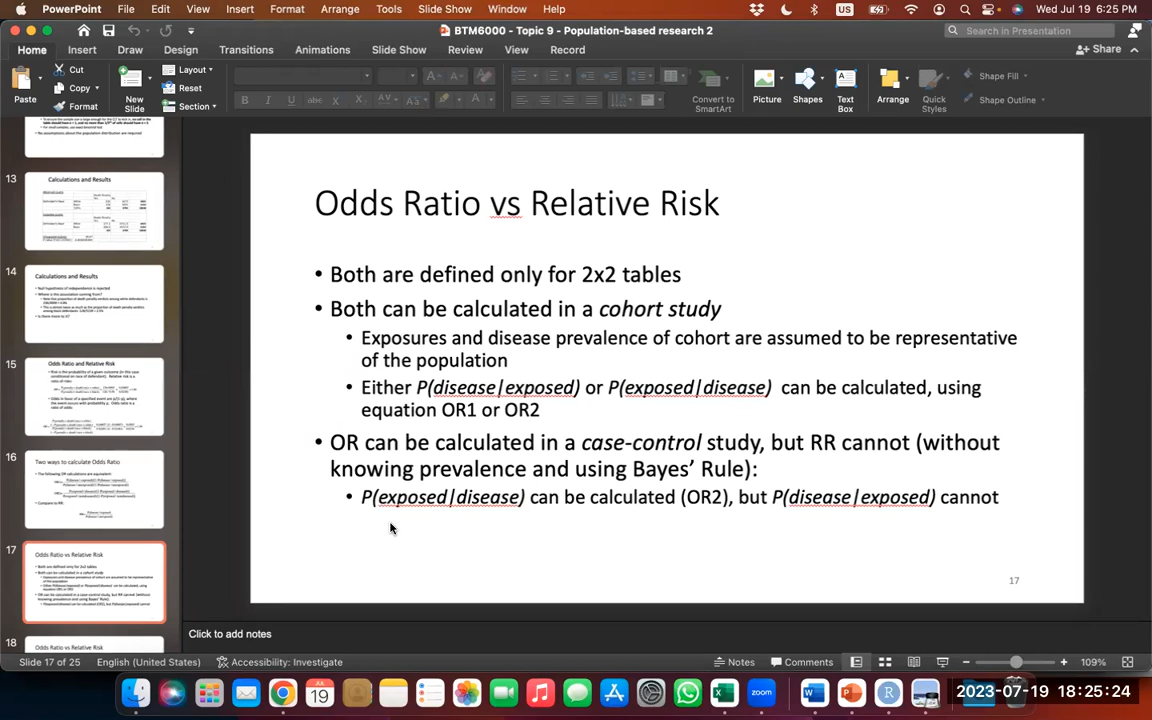 PowerPoint File Edit View Insert Format Arrange Tools Slide Show Window Help US Wed Jul 19 6:25 PM
BTM6000 - Topic 9 - Population-based research 2
Search in Presentation
Home Insert Draw Design Transitions Animations Slide Show Review View Record
Share
Paste
Cut
Copy
Format
New Slide
Layout
Reset
Section
Convert to SmartArt
Picture
Shapes
Text Box
Arrange
Quick Styles
Shape Fill
Shape Outline
13
Calculations and Results
14
Calculations and Results
15
Odds Ratio and Relative Risk
16
Two ways to calculate Odds Ratio
17
Odds Ratio vs Relative Risk
18
Odds Ratio vs Relative Risk
Odds Ratio vs Relative Risk
• Both are defined only for 2x2 tables
• Both can be calculated in a cohort study
• Exposures and disease prevalence of cohort are assumed to be representative
of the population
• Either P(disease|exposed) or P(exposed|disease) can be calculated, using
equation OR1 or OR2
• OR can be calculated in a case-control study, but RR cannot (without
knowing prevalence and using Bayes' Rule):
• P(exposed|disease) can be calculated (OR2), but P(disease|exposed) cannot
17
Click to add notes
Slide 17 of 25 English (United States) Accessibility: Investigate Notes Comments 109%
JUL
19
zoom
2023-07-19 18:25:24